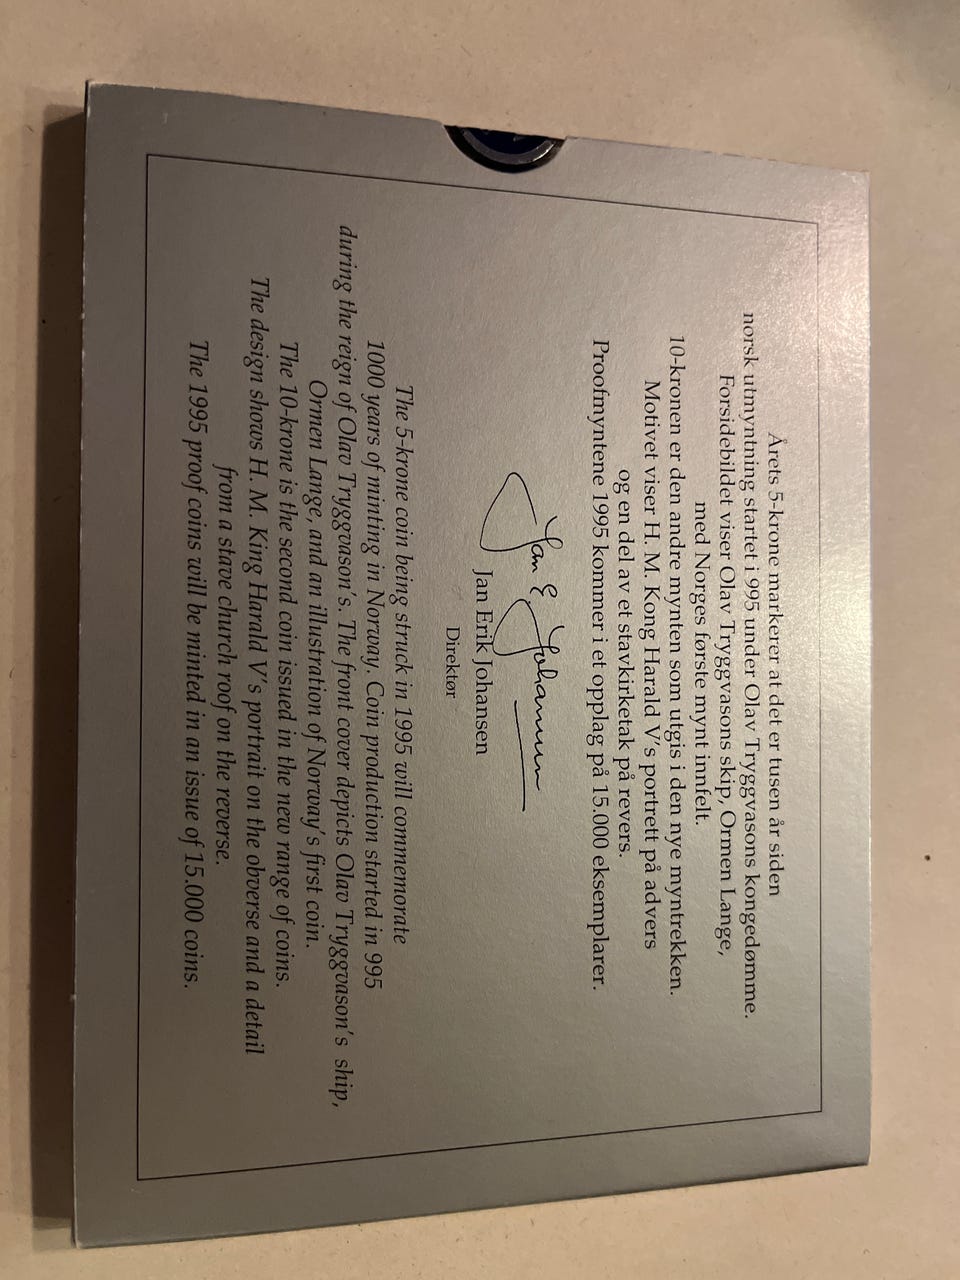 Årets 5-krone markerer at det er tusen år siden
norsk utmyntning startet i 995 under Olav Tryggvasons kongedømme.
Forsidebildet viser Olav Tryggvasons skip, Ormen Lange,
med Norges første mynt innfelt.
10-kronen er den andre mynten som utgis i den nye myntrekken.
Motivet viser H. M. Kong Harald V's portrett på advers
og en del av et stavkirketak på revers.
Proofmyntene 1995 kommer i et opplag på 15.000 eksemplarer.
Jan E Johansen
Jan Erik Johansen
Direktør
The 5-krone coin being struck in 1995 will commemorate
1000 years of minting in Norway. Coin production started in 995
during the reign of Olav Tryggvason's. The front cover depicts Olav Tryggvason's ship,
Ormen Lange, and an illustration of Norway's first coin.
The 10-krone is the second coin issued in the new range of coins.
The design shows H. M. King Harald V's portrait on the obverse and a detail
from a stave church roof on the reverse.
The 1995 proof coins will be minted in an issue of 15.000 coins.